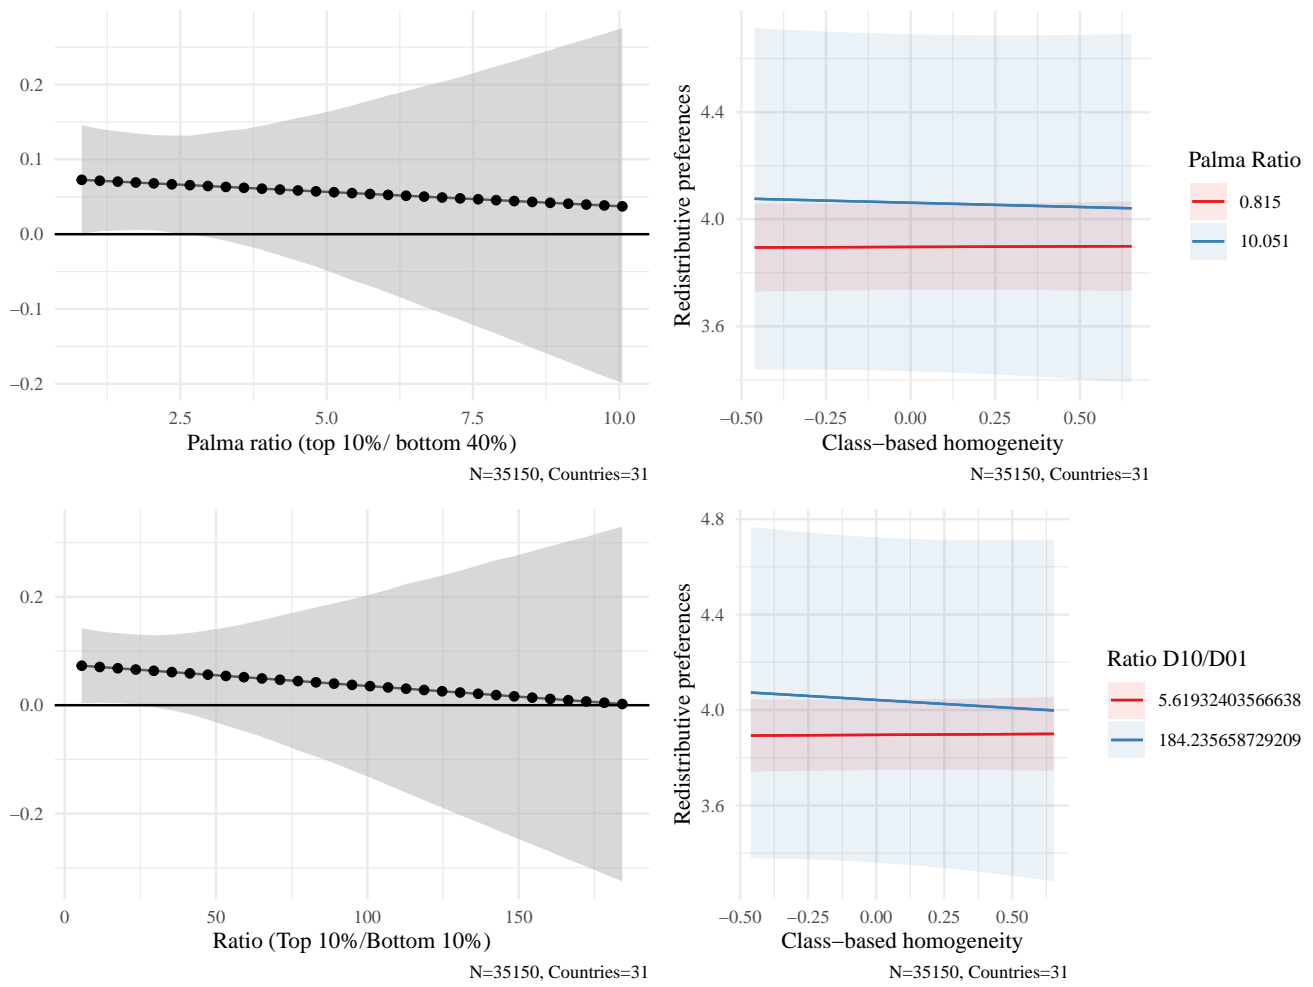 0.2
0.1
0.0
−0.1
−0.2
2.5 5.0 7.5 10.0
Palma ratio (top 10%/ bottom 40%)
N=35150, Countries=31
Redistributive preferences
4.4
4.0
3.6
−0.50 −0.25 0.00 0.25 0.50
Class−based homogeneity
N=35150, Countries=31
Palma Ratio
0.815
10.051
0.2
0.0
−0.2
0 50 100 150
Ratio (Top 10%/Bottom 10%)
N=35150, Countries=31
Redistributive preferences
4.8
4.4
4.0
3.6
−0.50 −0.25 0.00 0.25 0.50
Class−based homogeneity
N=35150, Countries=31
Ratio D10/D01
5.61932403566638
184.235658729209